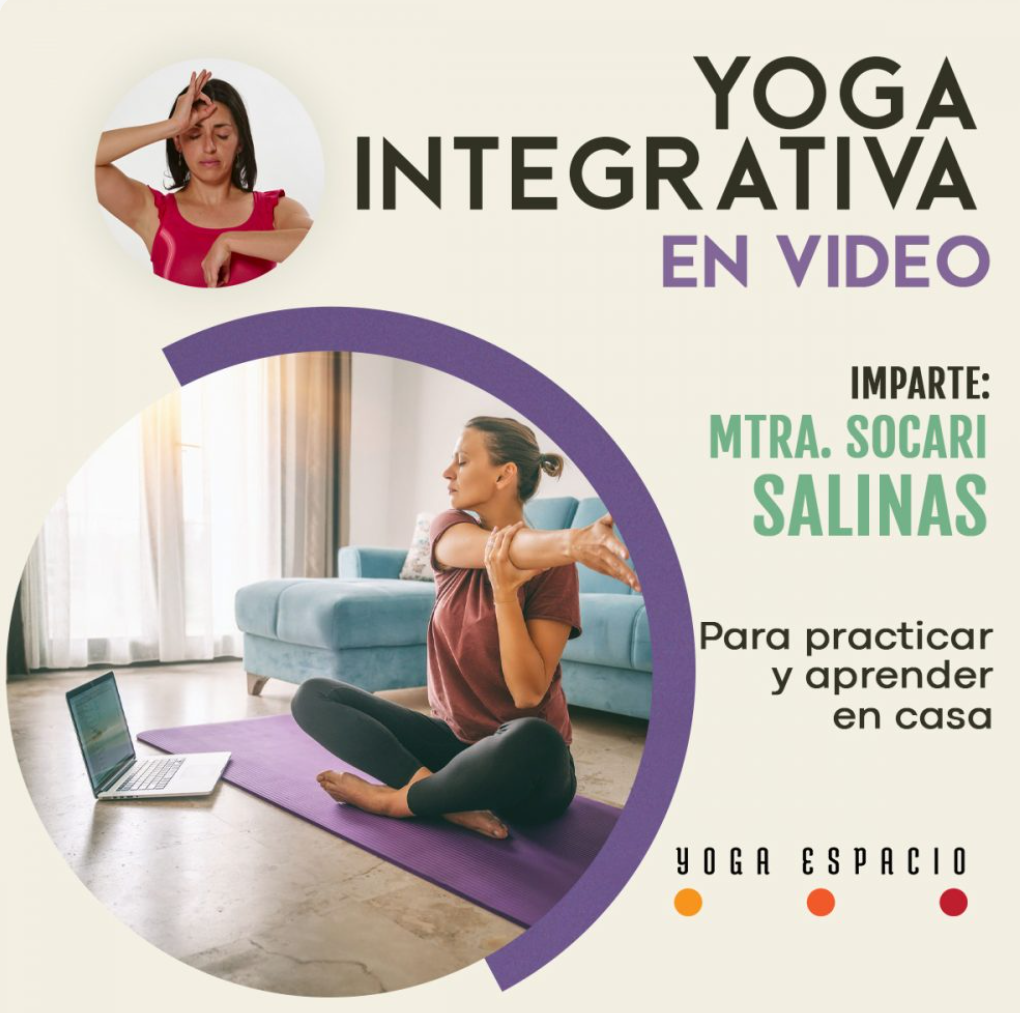 YOGA
INTEGRATIVA
EN VIDEO
IMPARTE:
MTRA. SOCARI
SALINAS
Para practicar
y aprender
en casa
YOGA ESPACIO